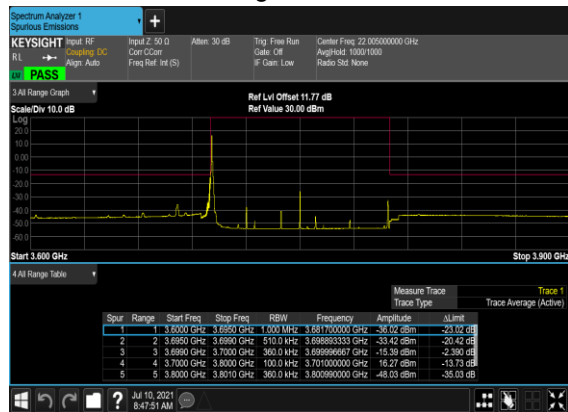 Spectrum Analyzer 1
Spurious Emissions
KEYSIGHT Input: RF Input Z: 50 Ω Atten: 30 dB Trig: Free Run Center Freq: 22.005000000 GHz
RL Coupling: DC Corr CCorr Gate: Off Avg|Hold: 1000/1000
Align: Auto Freq Ref: Int (S) IF Gain: Low Radio Std: None
LXI PASS
3 All Range Graph
Ref Lvl Offset 11.77 dB
Scale/Div 10.0 dB Ref Value 30.00 dBm
Log
20.0
10.0
0.00
-10.0
-20.0
-30.0
-40.0
-50.0
-60.0
Start 3.600 GHz Stop 3.900 GHz
4 All Range Table
Measure Trace Trace 1
Trace Type Trace Average (Active)
Spur Range Start Freq Stop Freq RBW Frequency Amplitude ΔLimit
1 1 3.6000 GHz 3.6950 GHz 1.000 MHz 3.681700000 GHz -36.02 dBm -23.02 dB
2 2 3.6950 GHz 3.6990 GHz 510.0 kHz 3.698893333 GHz -33.42 dBm -20.42 dB
3 3 3.6990 GHz 3.7000 GHz 360.0 kHz 3.699996667 GHz -15.39 dBm -2.390 dB
4 4 3.7000 GHz 3.8000 GHz 100.0 kHz 3.701000000 GHz 16.27 dBm -13.73 dB
5 5 3.8000 GHz 3.8010 GHz 360.0 kHz 3.800990000 GHz -48.03 dBm -35.03 dB
? Jul 10, 2021
8:47:51 AM